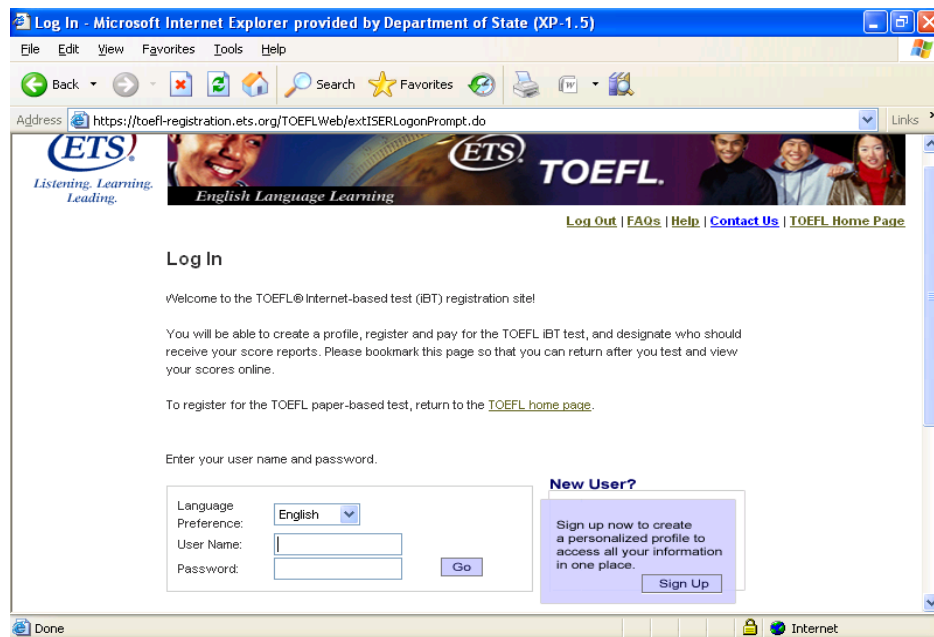 Log In - Microsoft Internet Explorer provided by Department of State (XP-1.5)
File Edit View Favorites Tools Help
Back Search Favorites
Address https://toefl-registration.ets.org/TOEFLWeb/extISERLogonPrompt.do Links
ETS ETS TOEFL.
Listening. Learning.
Leading.
English Language Learning
Log Out | FAQs | Help | Contact Us | TOEFL Home Page
Log In
Welcome to the TOEFL® Internet-based test (iBT) registration site!
You will be able to create a profile, register and pay for the TOEFL iBT test, and designate who should
receive your score reports. Please bookmark this page so that you can return after you test and view
your scores online.
To register for the TOEFL paper-based test, return to the TOEFL home page.
Enter your user name and password.
Language
Preference:
English
User Name:
Password:
Go
New User?
Sign up now to create
a personalized profile to
access all your information
in one place.
Sign Up
Done Internet